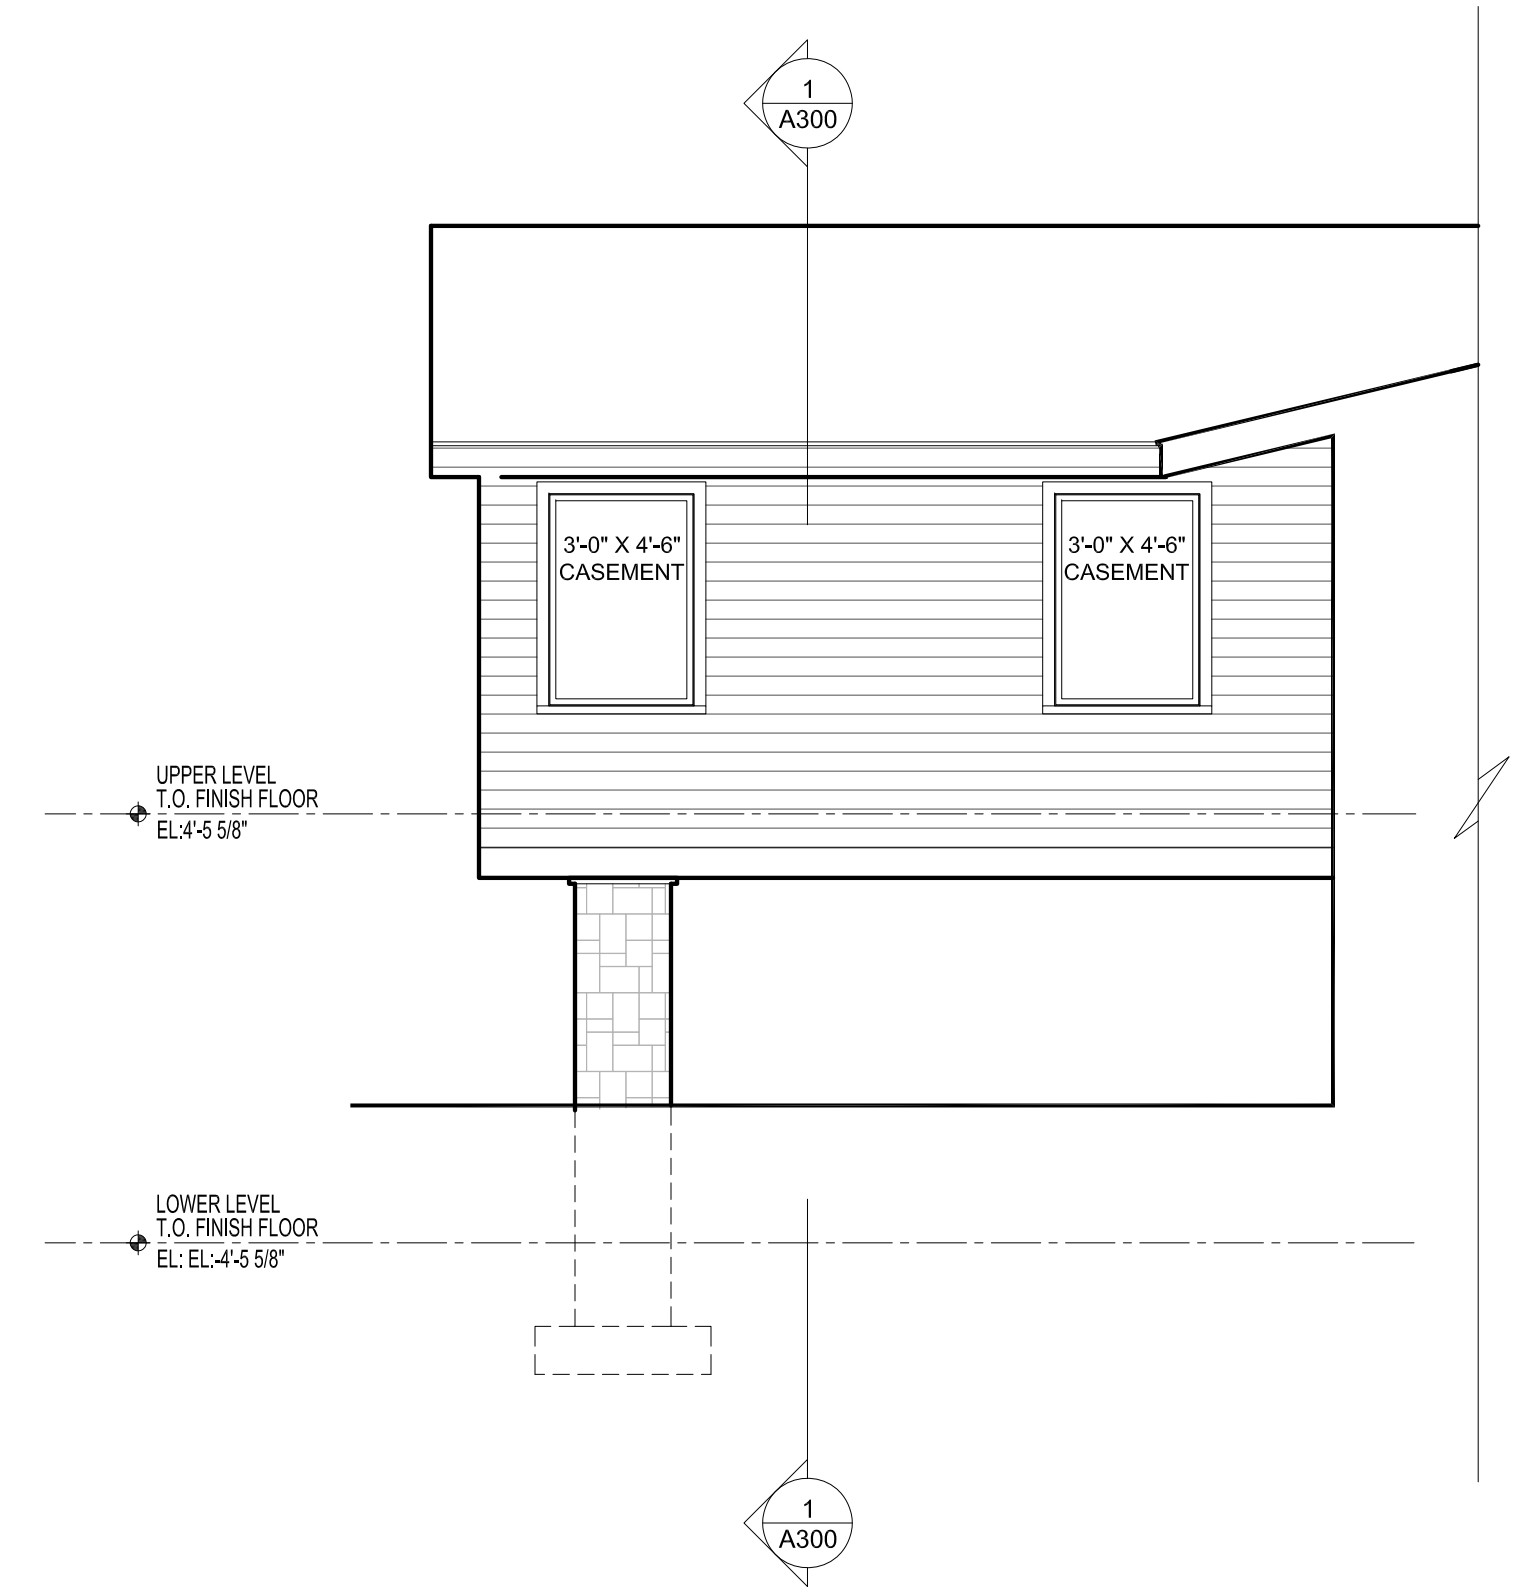 1
A300
3'-0" X 4'-6"
CASEMENT
3'-0" X 4'-6"
CASEMENT
UPPER LEVEL
T.O. FINISH FLOOR
EL:4'-5 5/8"
LOWER LEVEL
T.O. FINISH FLOOR
EL: EL:-4'-5 5/8"
1
A300